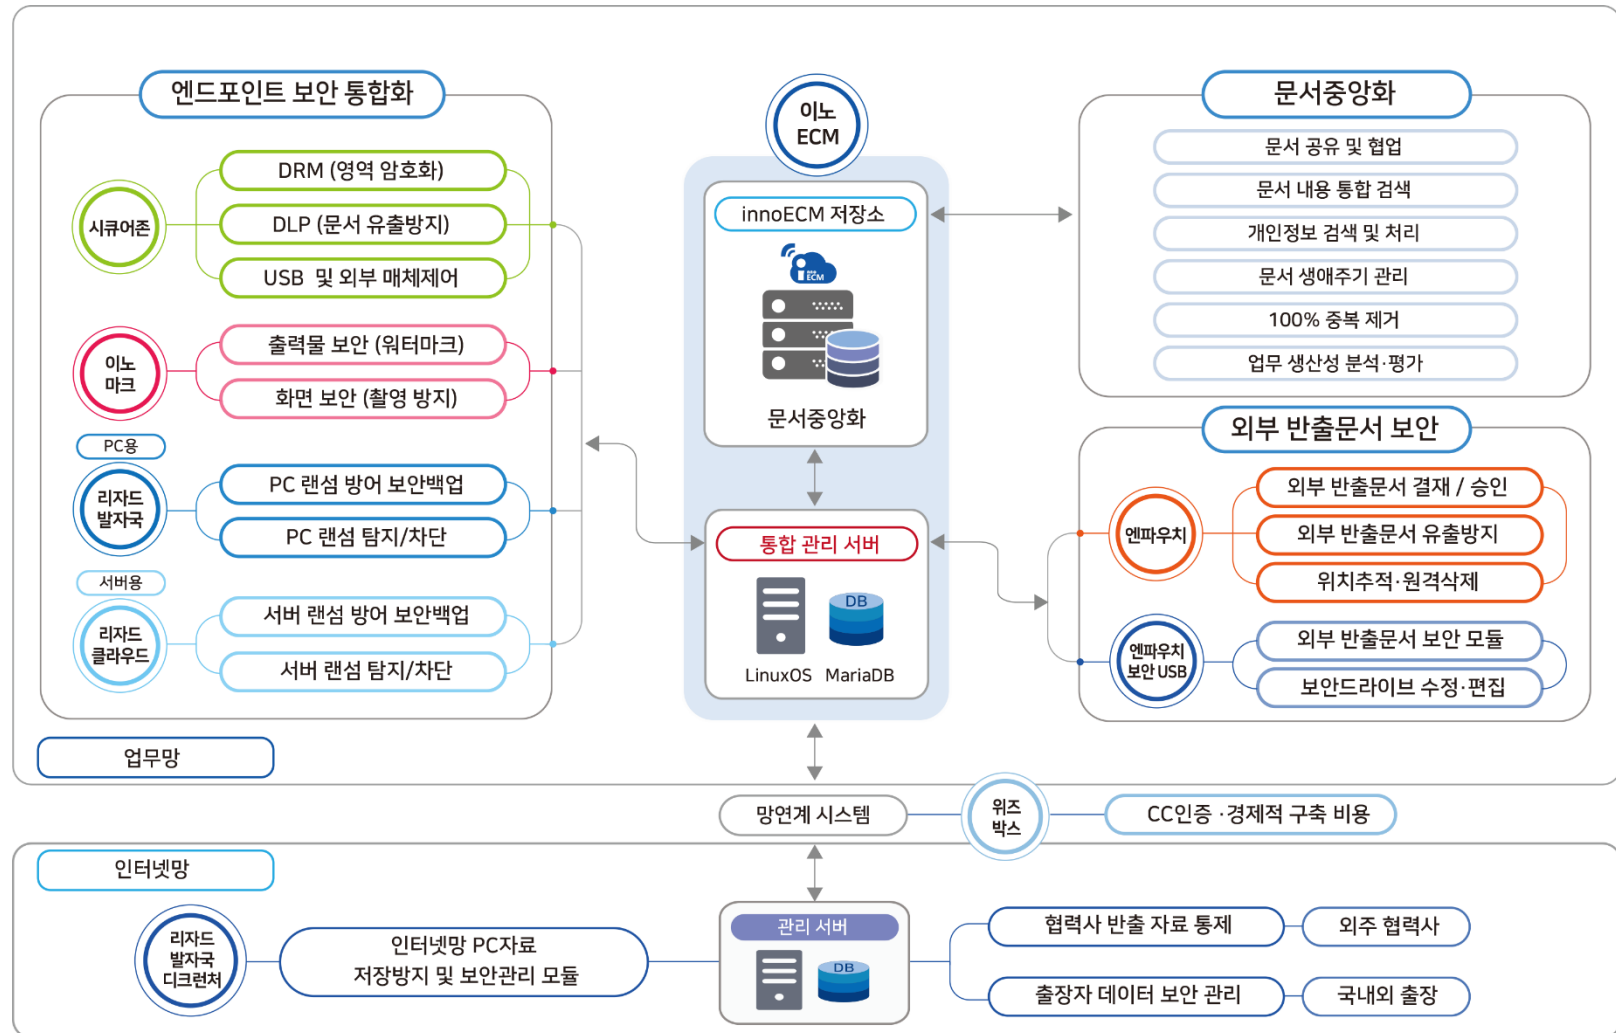 엔드포인트 보안 통합화
시큐어존
DRM (영역 암호화)
DLP (문서 유출방지)
USB 및 외부 매체제어
이노
마크
출력물 보안 (워터마크)
화면 보안 (촬영 방지)
PC용
리자드
발자국
PC 랜섬 방어 보안백업
PC 랜섬 탐지/차단
서버용
리자드
클라우드
서버 랜섬 방어 보안백업
서버 랜섬 탐지/차단
업무망
이노
ECM
innoECM 저장소
ECM
문서중앙화
통합 관리 서버
DB
LinuxOS
MariaDB
문서중앙화
문서 공유 및 협업
문서 내용 통합 검색
개인정보 검색 및 처리
문서 생애주기 관리
100% 중복 제거
업무 생산성 분석·평가
외부 반출문서 보안
엔파우치
외부 반출문서 결재 / 승인
외부 반출문서 유출방지
위치추적·원격삭제
엔파우치
보안 USB
외부 반출문서 보안 모듈
보안드라이브 수정·편집
망연계 시스템
위즈
박스
CC인증 ·경제적 구축 비용
인터넷망
리자드
발자국
디크런처
인터넷망 PC자료
저장방지 및 보안관리 모듈
관리 서버
DB
협력사 반출 자료 통제
외주 협력사
출장자 데이터 보안 관리
국내외 출장